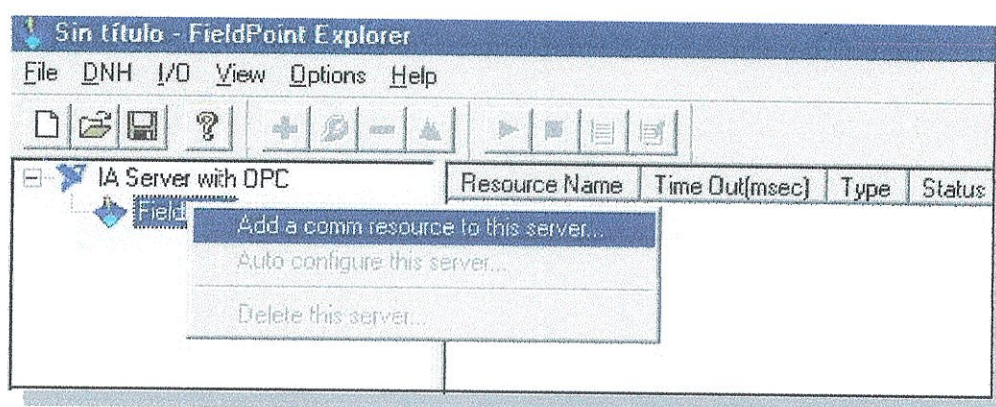 Sin título - FieldPoint Explorer
File DNH I/O View Options Help
IA Server with OPC
Resource Name Time Out(msec) Type Status
Field
Add a comm resource to this server...
Auto configure this server...
Delete this server...